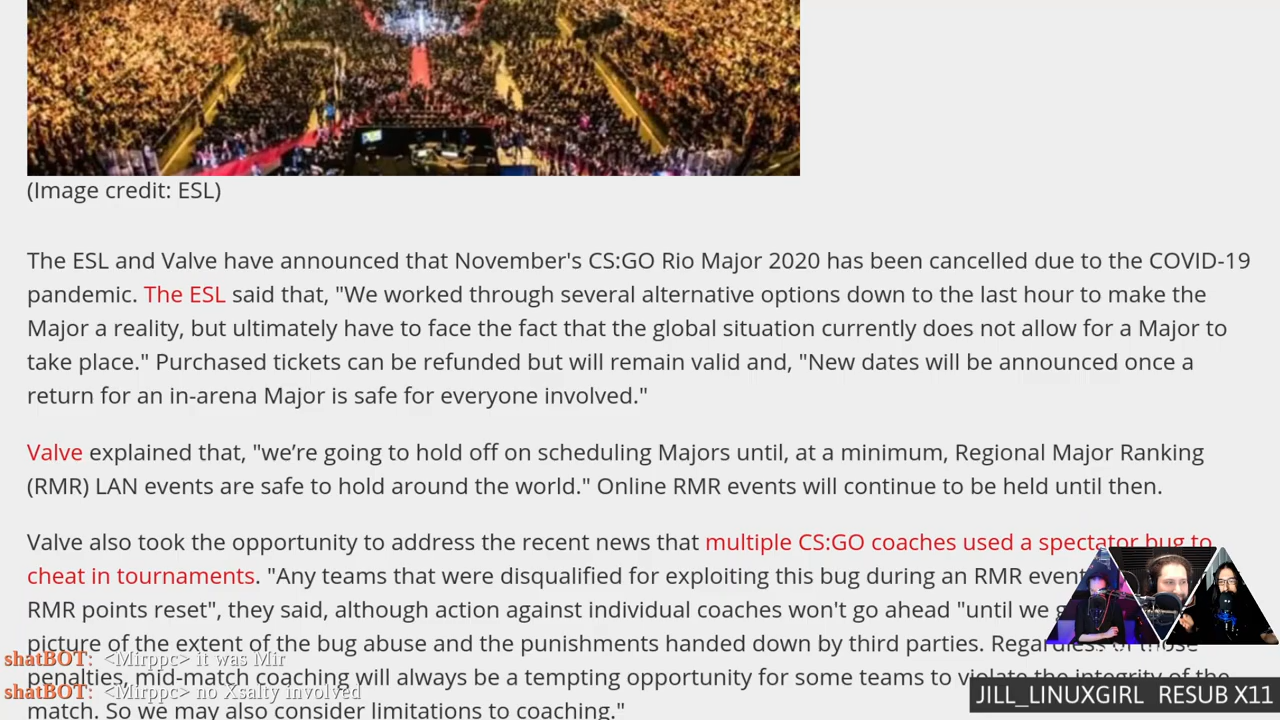 (Image credit: ESL)
The ESL and Valve have announced that November's CS:GO Rio Major 2020 has been cancelled due to the COVID-19
pandemic. The ESL said that, "We worked through several alternative options down to the last hour to make the
Major a reality, but ultimately have to face the fact that the global situation currently does not allow for a Major to
take place." Purchased tickets can be refunded but will remain valid and, "New dates will be announced once a
return for an in-arena Major is safe for everyone involved."
Valve explained that, "we’re going to hold off on scheduling Majors until, at a minimum, Regional Major Ranking
(RMR) LAN events are safe to hold around the world." Online RMR events will continue to be held until then.
Valve also took the opportunity to address the recent news that multiple CS:GO coaches used a spectator bug to
cheat in tournaments. "Any teams that were disqualified for exploiting this bug during an RMR event
RMR points reset", they said, although action against individual coaches won't go ahead "until we
picture of the extent of the bug abuse and the punishments handed down by third parties. Regardless of those
shatBOT: <Mirppc> it was Mir
penalties, mid-match coaching will always be a tempting opportunity for some teams to violate the integrity of the
shatBOT: <Mirppc> no Xsalty involved
match. So we may also consider limitations to coaching."
JILL_LINUXGIRL RESUB X11